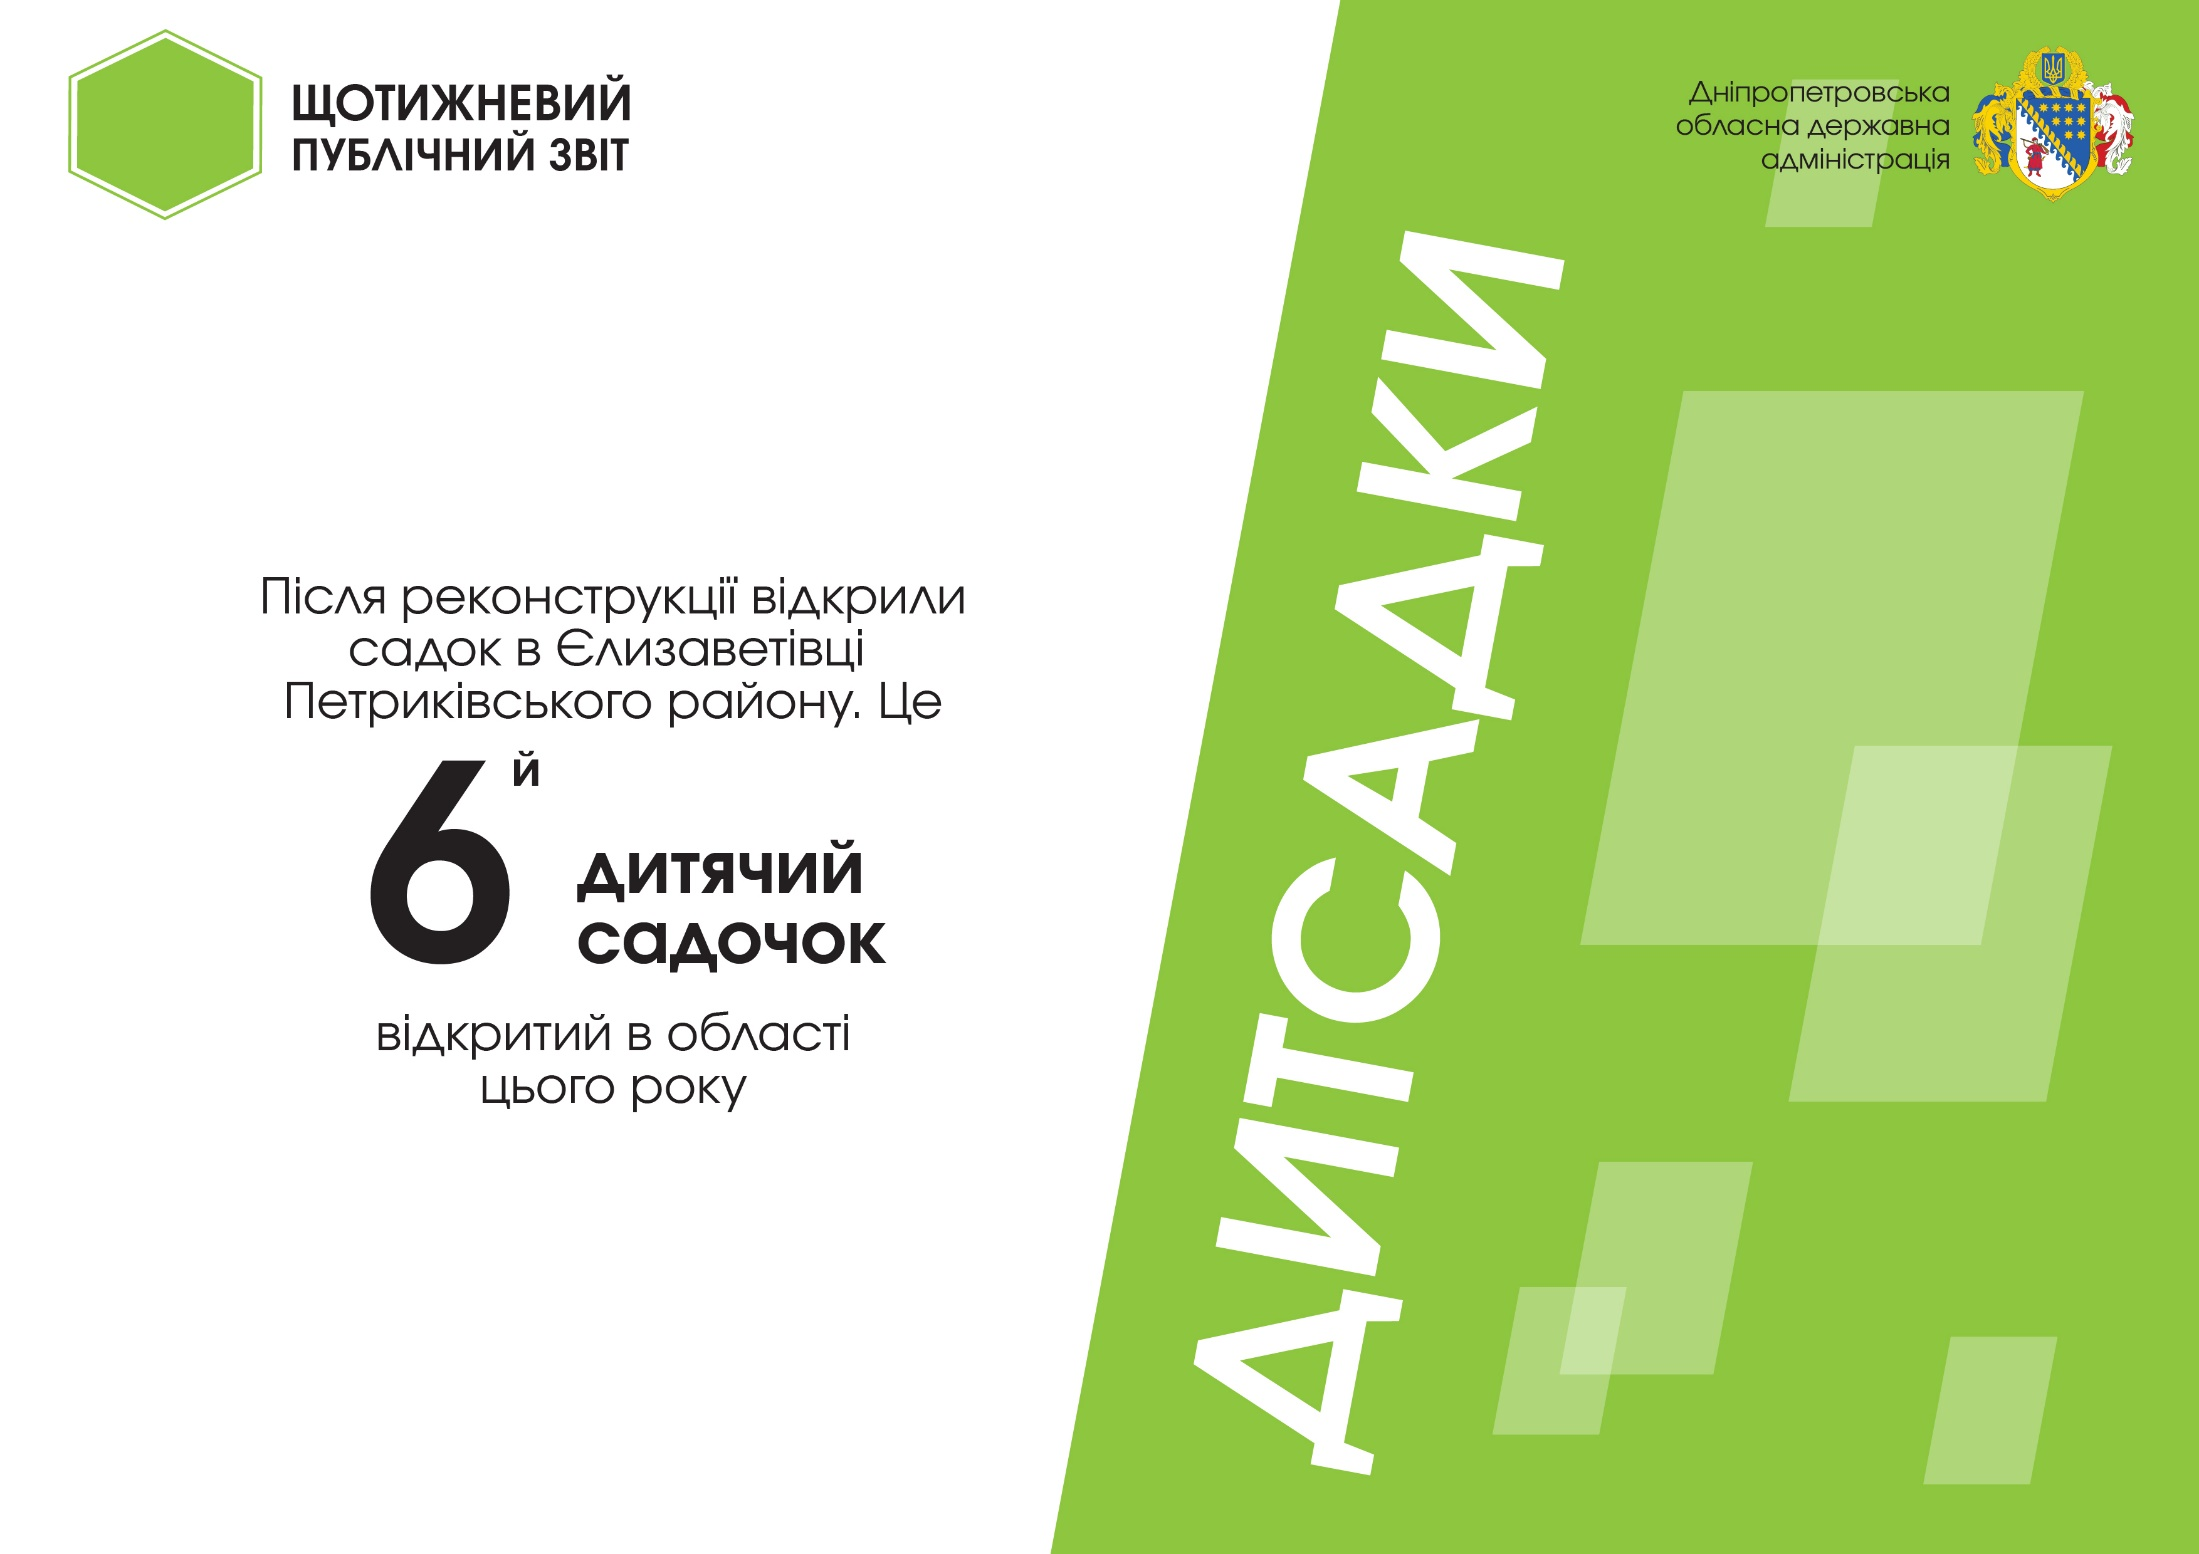 ЩОТИЖНЕВИЙ
ПУБЛІЧНИЙ ЗВІТ
Дніпропетровська
обласна державна
адміністрація
Після реконструкції відкрили
садок в Єлизаветівці
Петриківського району. Це
6й
дитячий
садочок
відкритий в області
цього року
ДИТСАДКИ